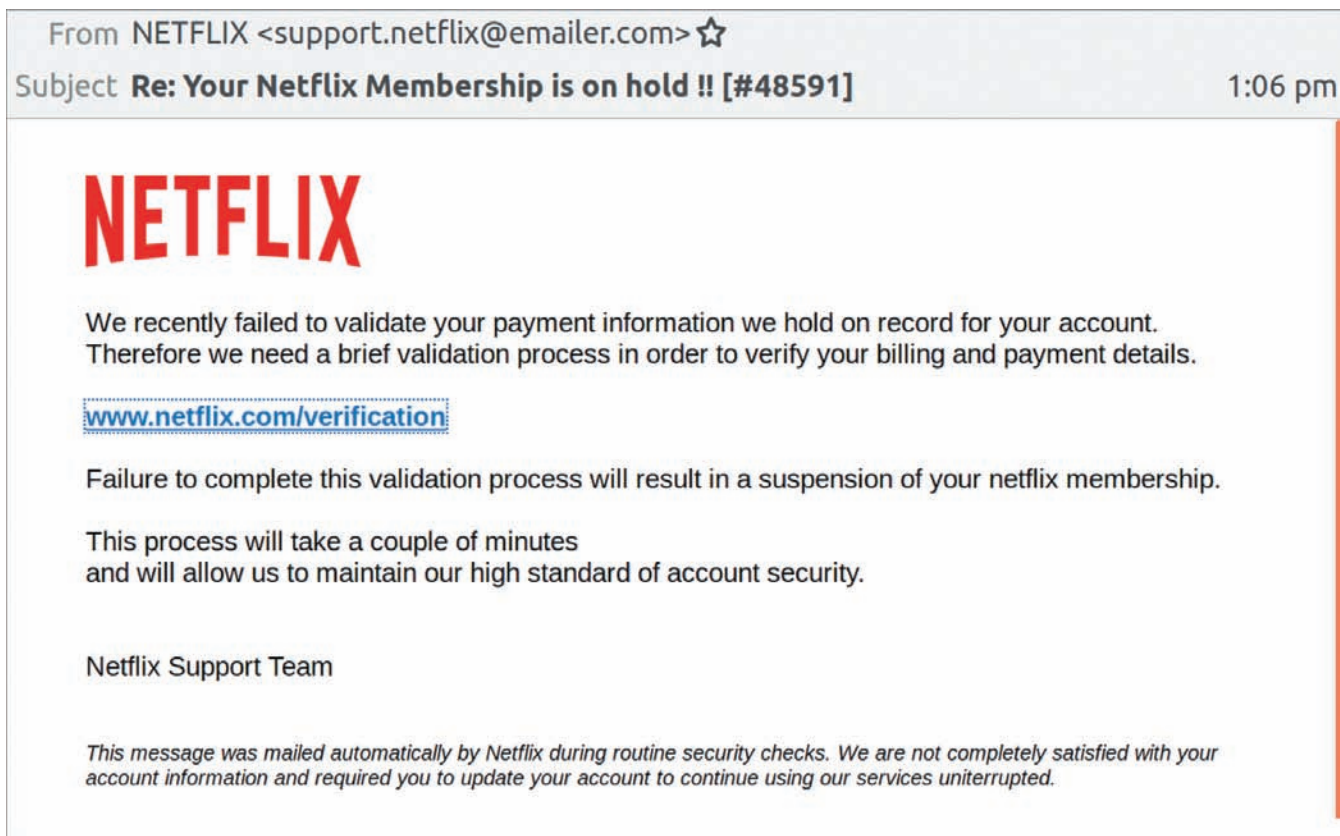 From NETFLIX <support.netflix@emailer.com>
Subject Re: Your Netflix Membership is on hold !! [#48591] 1:06 pm
NETFLIX
We recently failed to validate your payment information we hold on record for your account.
Therefore we need a brief validation process in order to verify your billing and payment details.
www.netflix.com/verification
Failure to complete this validation process will result in a suspension of your netflix membership.
This process will take a couple of minutes
and will allow us to maintain our high standard of account security.
Netflix Support Team
This message was mailed automatically by Netflix during routine security checks. We are not completely satisfied with your
account information and required you to update your account to continue using our services uniterrupted.